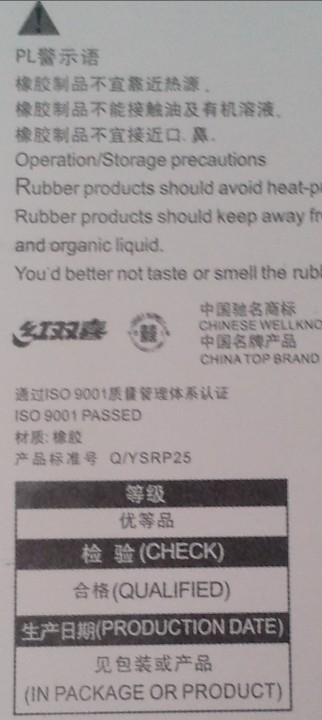 PL警示语
橡胶制品不宜靠近热源.
橡胶制品不能接触油及有机溶液.
橡胶制品不宜接近口.鼻.
Operation/Storage precautions
Rubber products should avoid heat-p
Rubber products should keep away fr
and organic liquid.
You'd better not taste or smell the rub
红双喜
中国驰名商标
CHINESE WELLKNO
中国名牌产品
CHINA TOP BRAND
通过ISO 9001质量管理体系认证
ISO 9001 PASSED
材质: 橡胶
产品标准号 Q/YSRP25
等级
优等品
检 验(CHECK)
合格(QUALIFIED)
生产日期(PRODUCTION DATE)
见包装或产品
(IN PACKAGE OR PRODUCT)